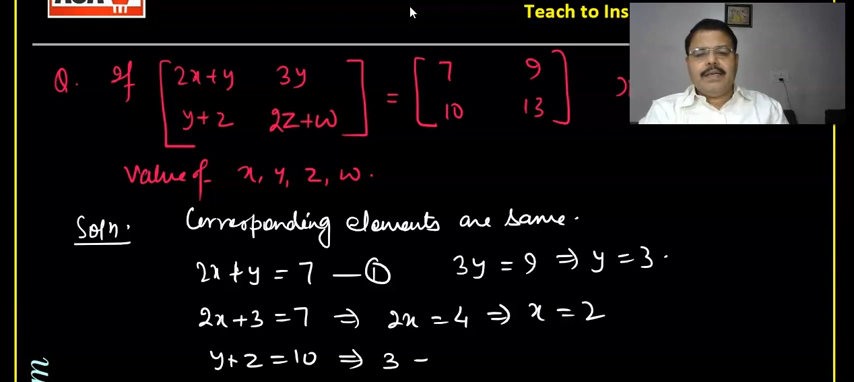 Teach to Ins
Q. If [2x+y 3y
y+z 2z+w] = [7 9
10 13]
Value of x, y, z, w.
Soln: Corresponding elements are same.
2x+y = 7 —① 3y = 9 ⇒ y = 3.
2x+3 = 7 ⇒ 2x = 4 ⇒ x = 2
y+z = 10 ⇒ 3 –